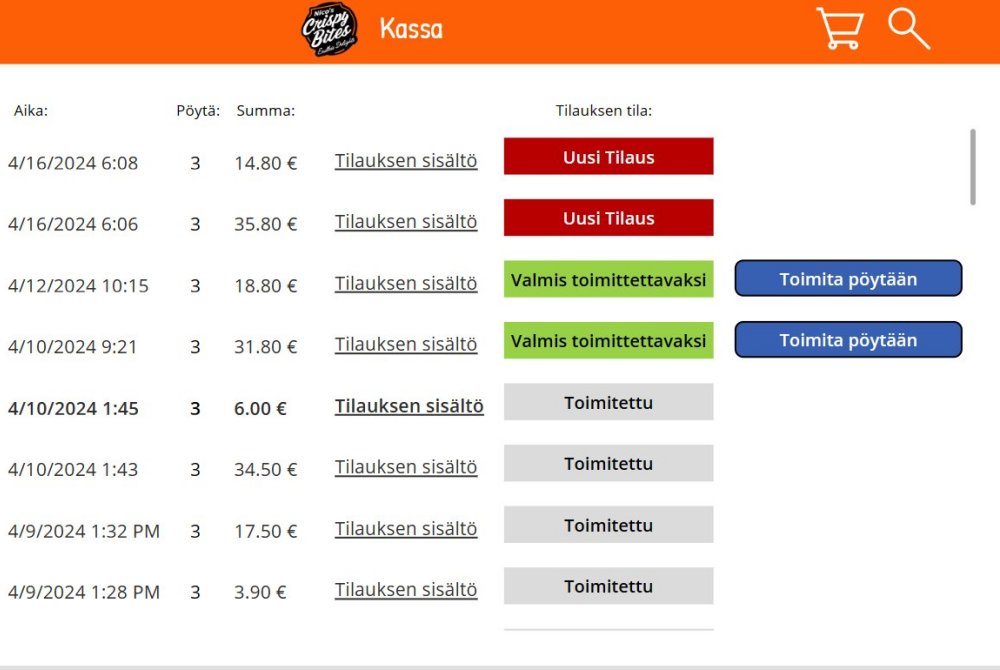 Nico's
Crispy
Bites
Endless Delights
Kassa
Aika: Pöytä: Summa: Tilauksen tila:
4/16/2024 6:08 3 14.80 € Tilauksen sisältö Uusi Tilaus
4/16/2024 6:06 3 35.80 € Tilauksen sisältö Uusi Tilaus
4/12/2024 10:15 3 18.80 € Tilauksen sisältö Valmis toimittettavaksi Toimita pöytään
4/10/2024 9:21 3 31.80 € Tilauksen sisältö Valmis toimittettavaksi Toimita pöytään
4/10/2024 1:45 3 6.00 € Tilauksen sisältö Toimitettu
4/10/2024 1:43 3 34.50 € Tilauksen sisältö Toimitettu
4/9/2024 1:32 PM 3 17.50 € Tilauksen sisältö Toimitettu
4/9/2024 1:28 PM 3 3.90 € Tilauksen sisältö Toimitettu